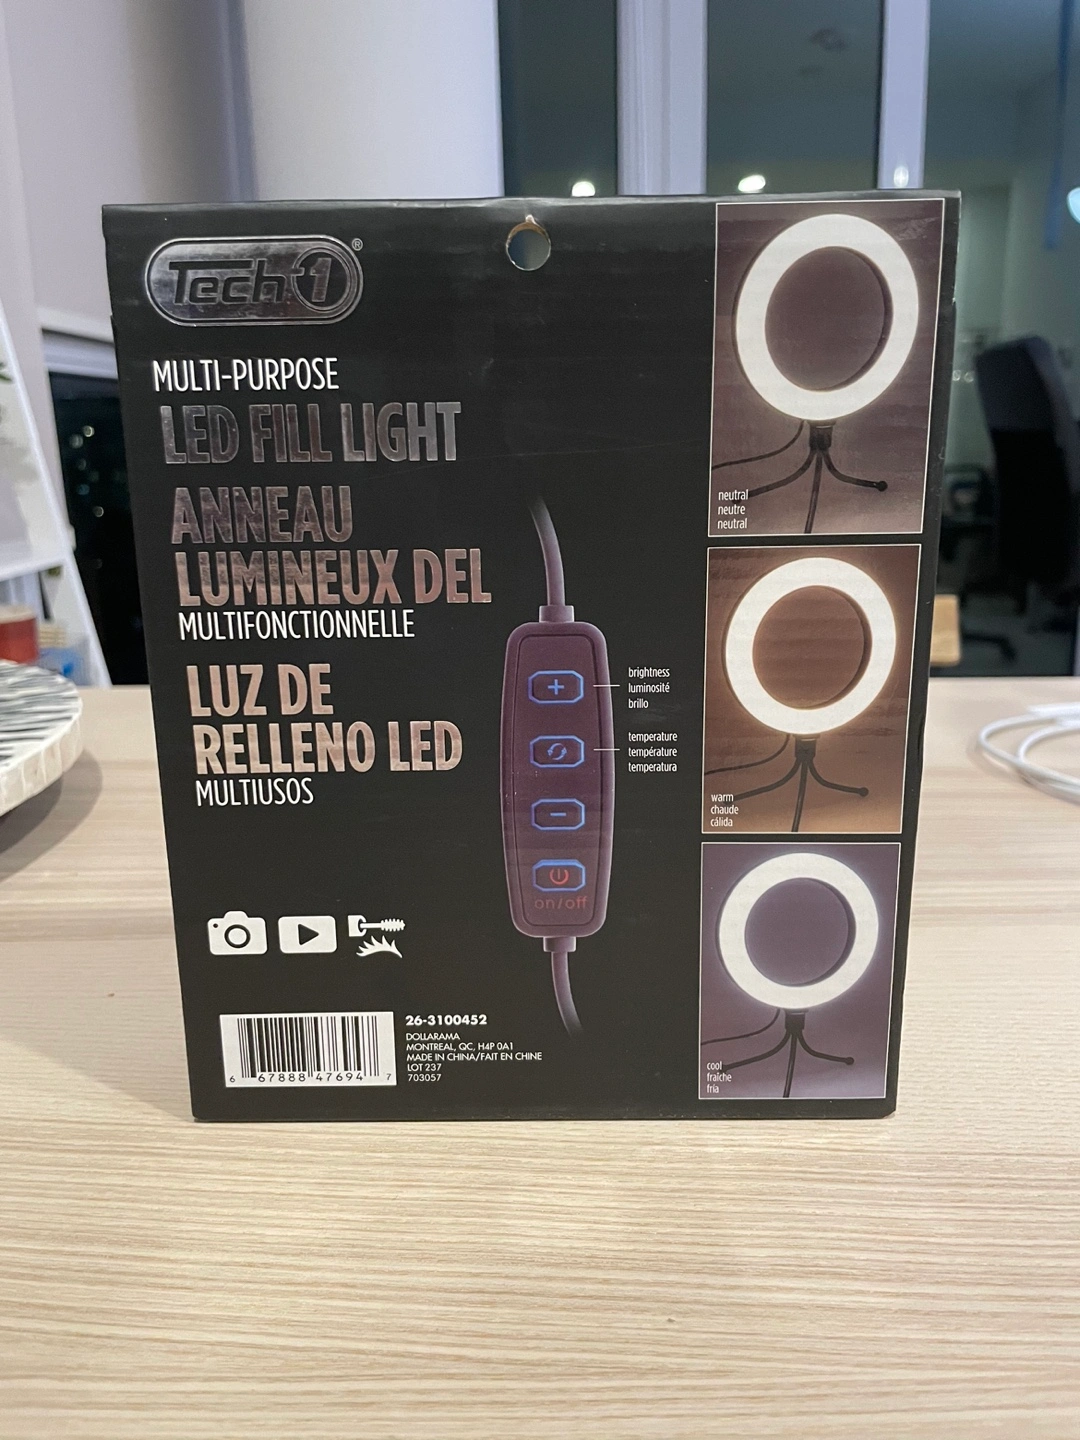 Tech 1®
MULTI-PURPOSE
LED FILL LIGHT
ANNEAU
LUMINEUX DEL
MULTIFONCTIONNELLE
LUZ DE
RELLENO LED
MULTIUSOS
brightness
luminosité
brillo
temperature
température
temperatura
on/off
neutral
neutre
neutral
warm
chaude
cálida
cool
fraîche
fría
26-3100452
DOLLARAMA
MONTREAL, QC, H4P 0A1
MADE IN CHINA/FAIT EN CHINE
LOT 237
703057
6 67888 47694 7